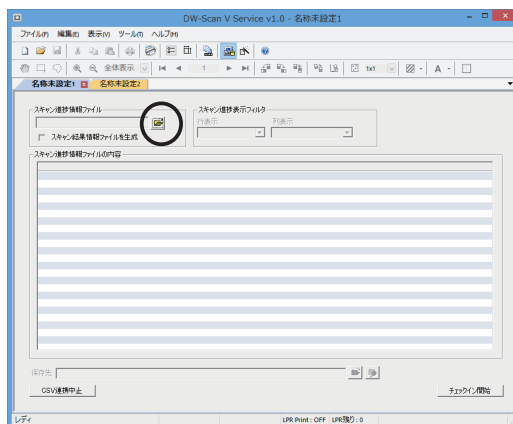 DW-Scan V Service v1.0 - 名称未設定1
ファイル(F) 編集(E) 表示(V) ツール(T) ヘルプ(H)
全体表示 1 1x1 A
名称未設定1 名称未設定2
スキャン進捗情報ファイル スキャン進捗表示フィルタ
行表示 列表示
スキャン結果情報ファイルを生成
スキャン進捗情報ファイルの内容
保存先
CSV連携中止 チェックイン開始
レディ LPR Print : OFF LPR残り : 0